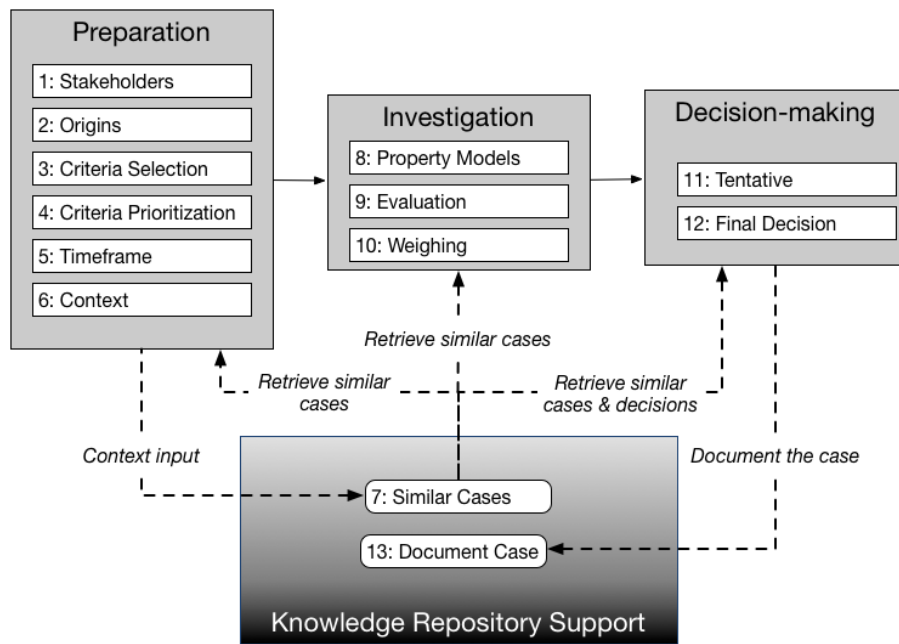 Preparation
1: Stakeholders
2: Origins
3: Criteria Selection
4: Criteria Prioritization
5: Timeframe
6: Context
Investigation
8: Property Models
9: Evaluation
10: Weighing
Decision-making
11: Tentative
12: Final Decision
Retrieve similar cases
Retrieve similar
cases
Retrieve similar
cases & decisions
Context input
Document the case
7: Similar Cases
13: Document Case
Knowledge Repository Support